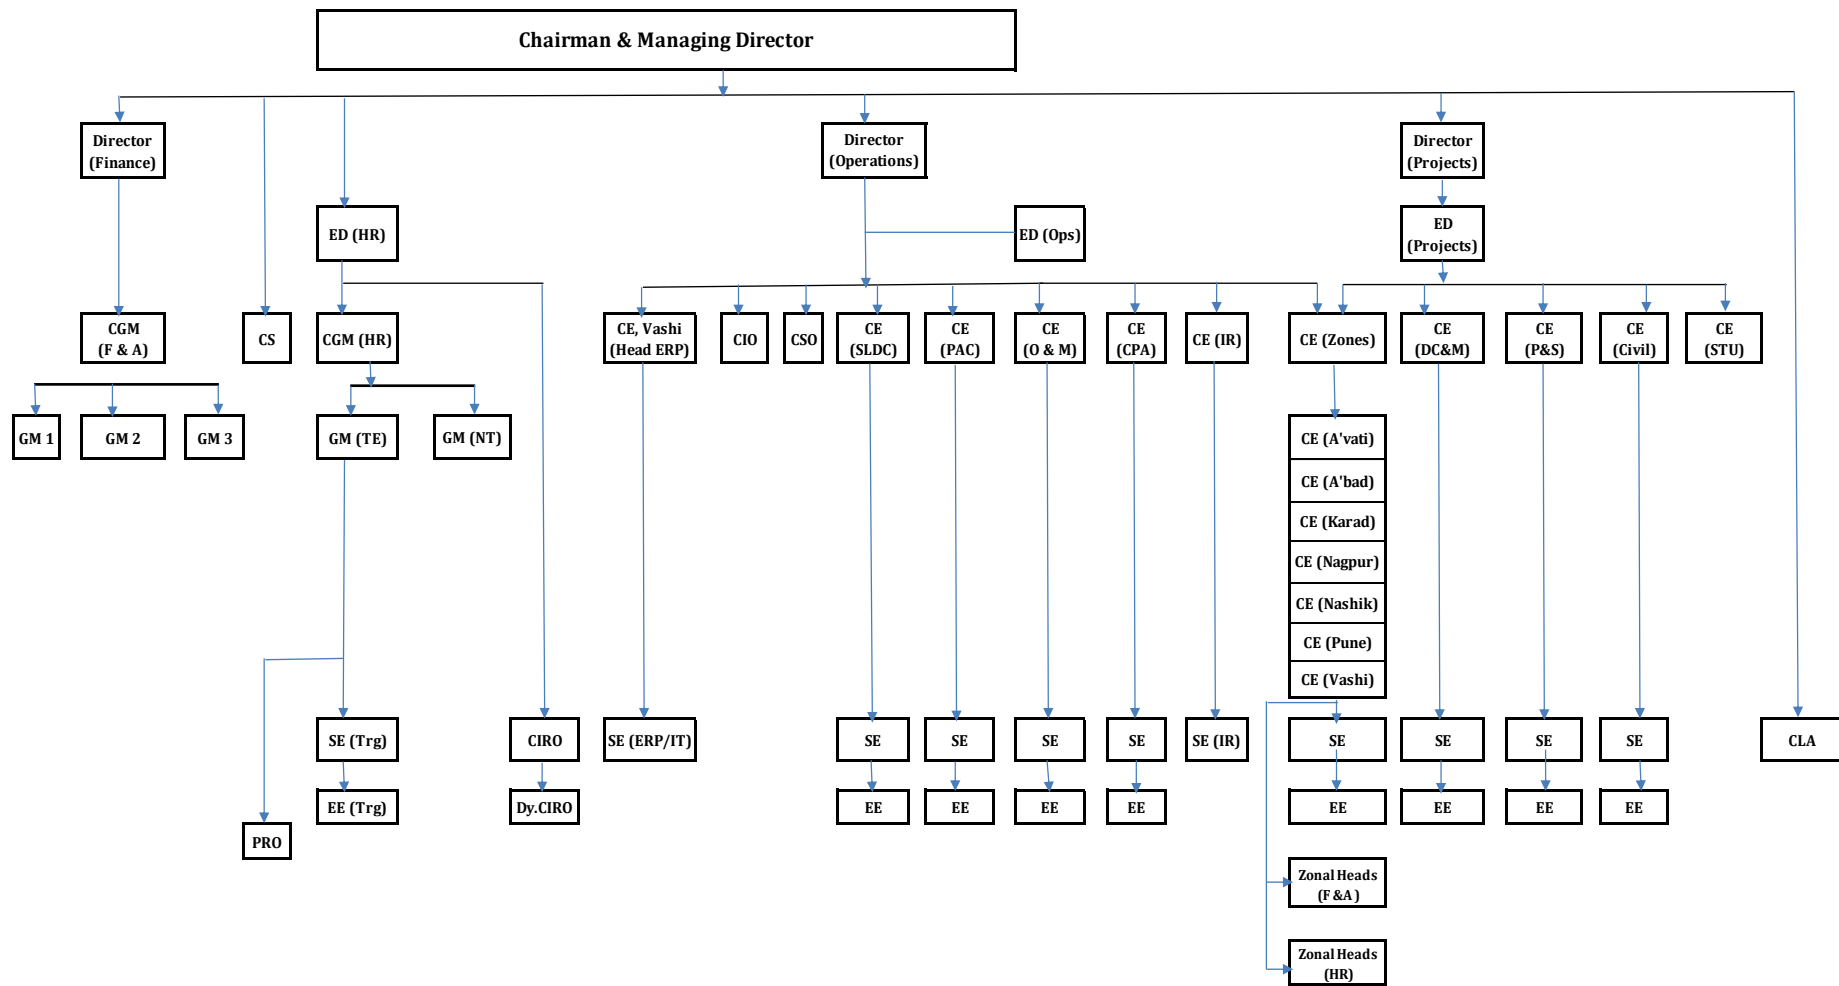 Chairman & Managing Director
Director
(Finance)
Director
(Operations)
Director
(Projects)
ED (HR)
ED (Ops)
ED
(Projects)
CGM
(F & A)
CS
CGM (HR)
CE, Vashi
(Head ERP)
CIO
CSO
CE
(SLDC)
CE
(PAC)
CE
(O & M)
CE
(CPA)
CE (IR)
CE (Zones)
CE
(DC&M)
CE
(P&S)
CE
(Civil)
CE
(STU)
GM 1
GM 2
GM 3
GM (TE)
GM (NT)
CE (A'vati)
CE (A'bad)
CE (Karad)
CE (Nagpur)
CE (Nashik)
CE (Pune)
CE (Vashi)
SE (Trg)
CIRO
SE (ERP/IT)
SE
SE
SE
SE
SE (IR)
SE
SE
SE
SE
CLA
EE (Trg)
Dy.CIRO
EE
EE
EE
EE
EE
EE
EE
EE
PRO
Zonal Heads
(F &A )
Zonal Heads
(HR)